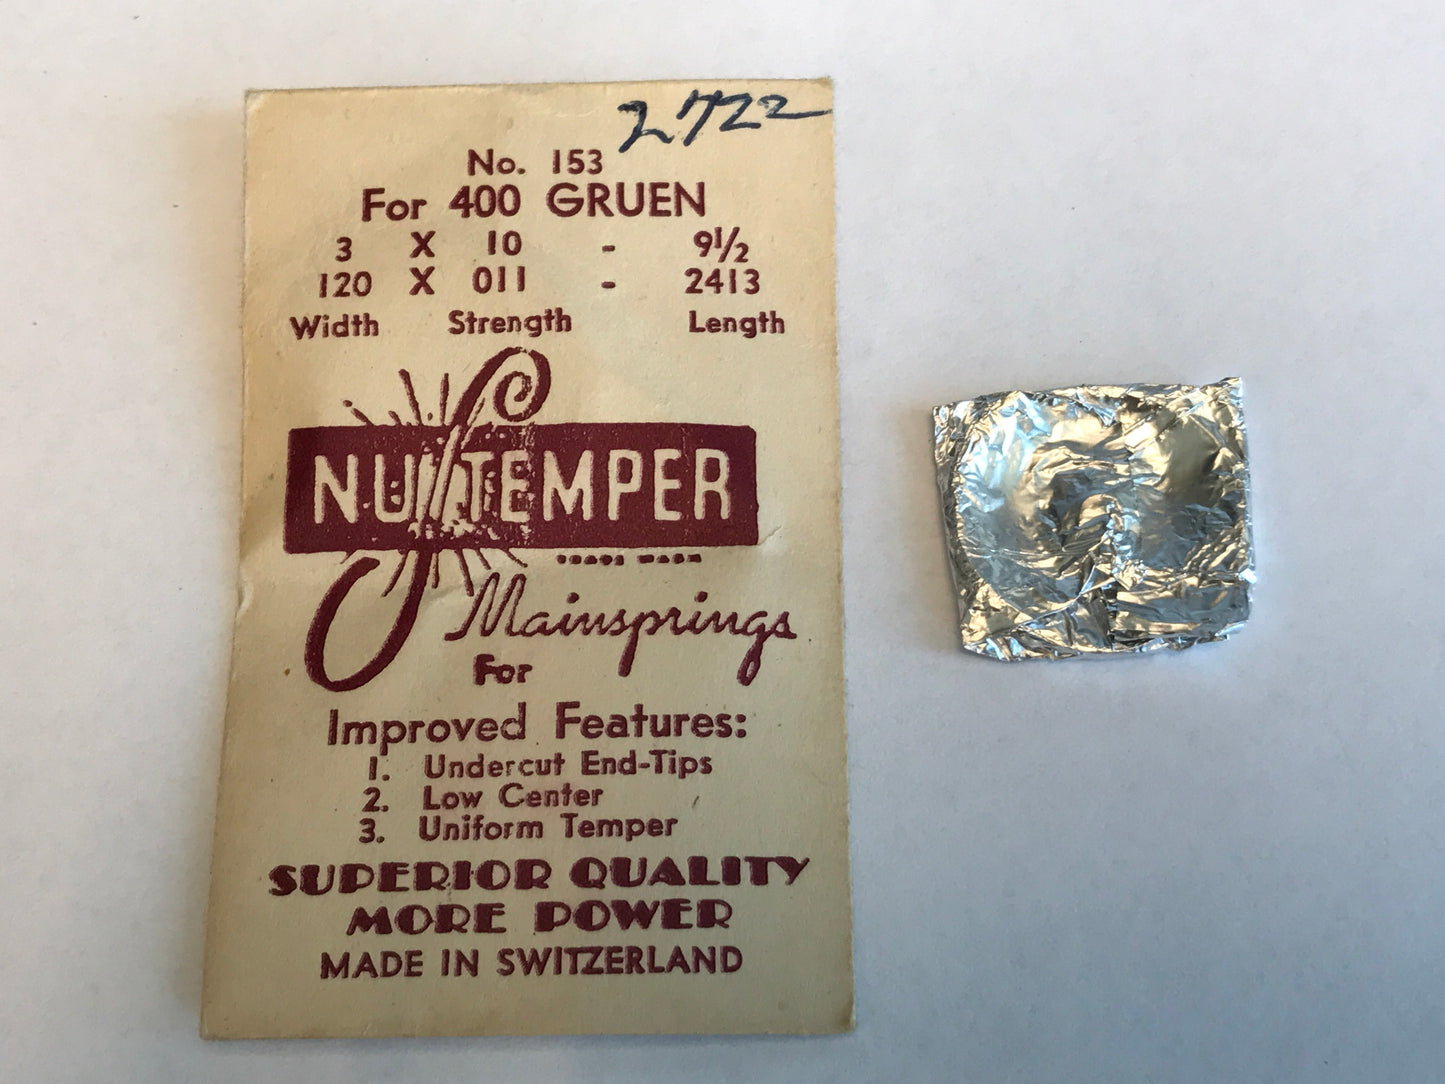 2722
No. 153
For 400 GRUEN
3 X 10 - 9½
120 X 011 - 2413
Width Strength Length
NU TEMPER
TRADE MARK
Mainsprings
For
Improved Features:
1. Undercut End-Tips
2. Low Center
3. Uniform Temper
SUPERIOR QUALITY
MORE POWER
MADE IN SWITZERLAND